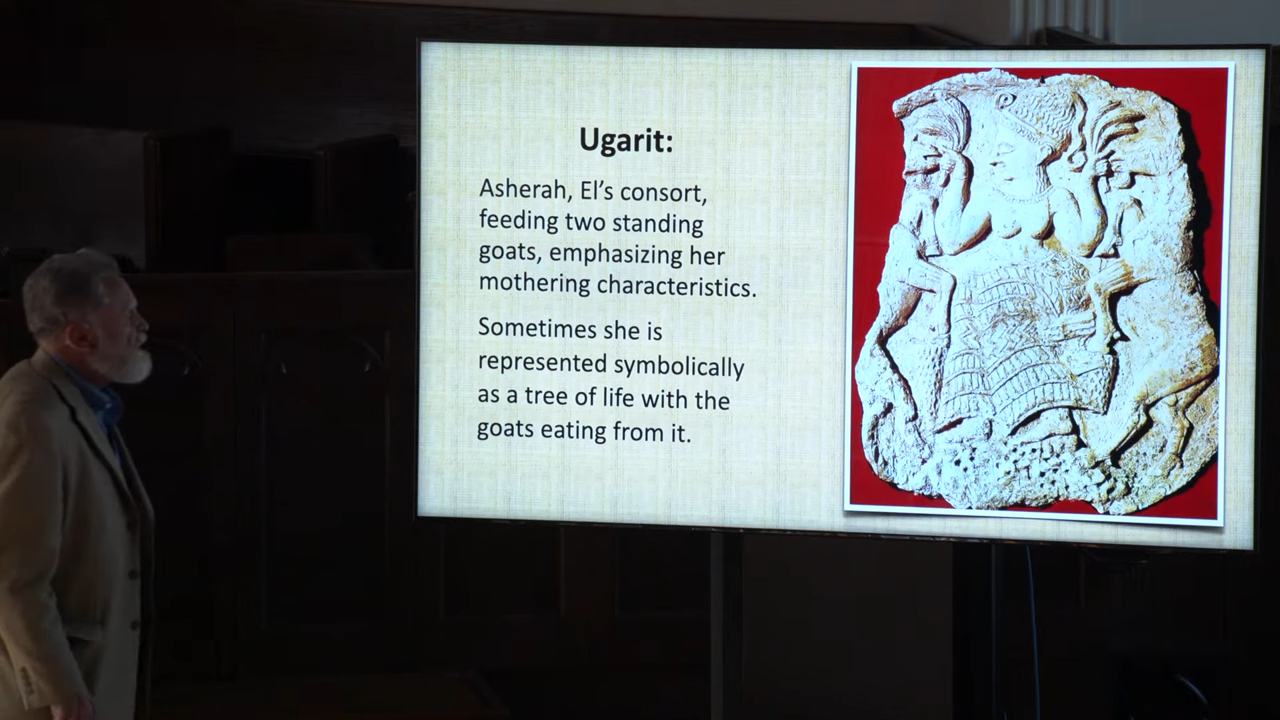 Ugarit:
Asherah, El’s consort,
feeding two standing
goats, emphasizing her
mothering characteristics.
Sometimes she is
represented symbolically
as a tree of life with the
goats eating from it.